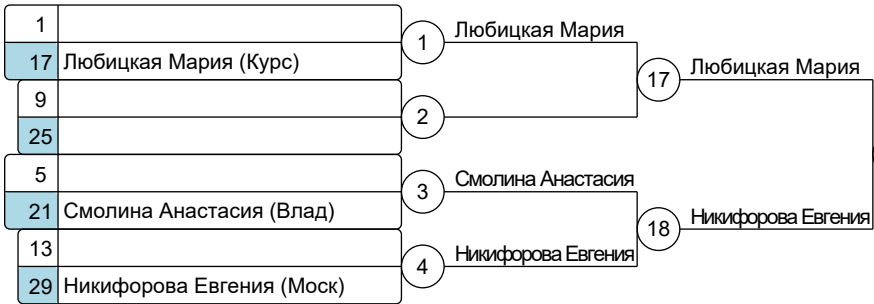 1
17 Любицкая Мария (Курс)
9
25
5
21 Смолина Анастасия (Влад)
13
29 Никифорова Евгения (Моск)
1 Любицкая Мария
2
3 Смолина Анастасия
4 Никифорова Евгения
17 Любицкая Мария
18 Никифорова Евгения